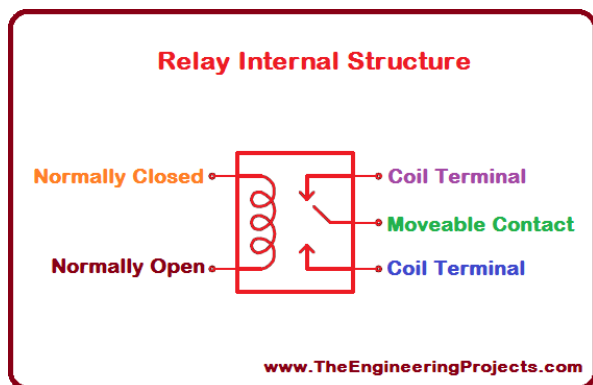 Relay Internal Structure
Normally Closed
Coil Terminal
Moveable Contact
Normally Open
Coil Terminal
www.TheEngineeringProjects.com